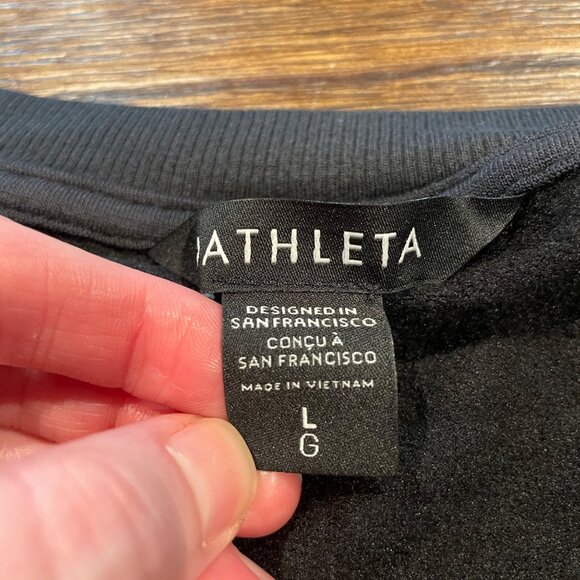 ATHLETA
DESIGNED IN
SAN FRANCISCO
CONÇU À
SAN FRANCISCO
MADE IN VIETNAM
L
G